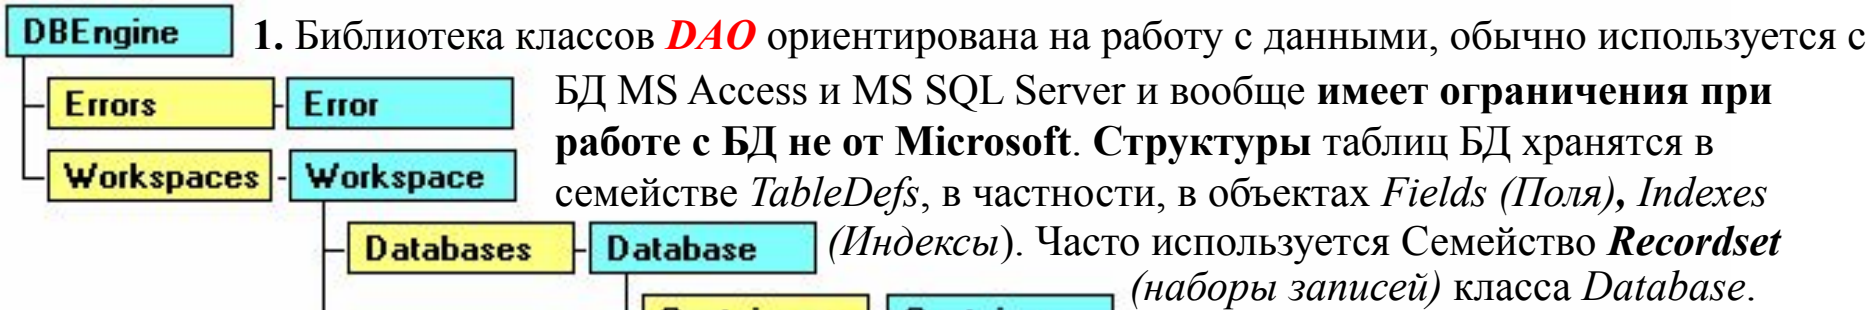 DBEngine 1. Библиотека классов DAO ориентирована на работу с данными, обычно используется с
Errors Error БД MS Access и MS SQL Server и вообще имеет ограничения при
работе с БД не от Microsoft. Структуры таблиц БД хранятся в
Workspaces Workspace семействе TableDefs, в частности, в объектах Fields (Поля), Indexes
Databases Database (Индексы). Часто используется Семейство Recordset
(наборы записей) класса Database.